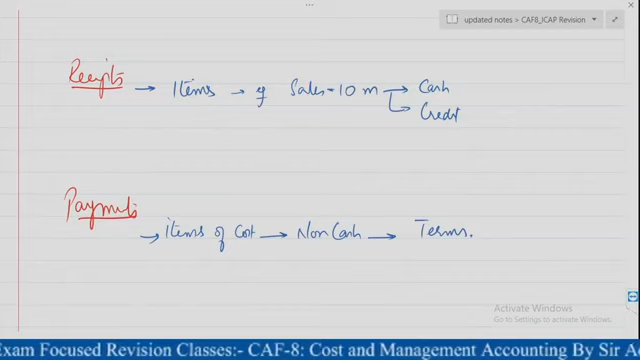 ...
updated notes > CAF8_ICAP Revision
Receipts → Items → of Sales = 10 m → Cash
→ Credit
Payments
→ Items of Cost → Non Cash → Terms.
Activate Windows
Go to Settings to activate Windows.
Exam Focused Revision Classes:- CAF-8: Cost and Management Accounting By Sir A